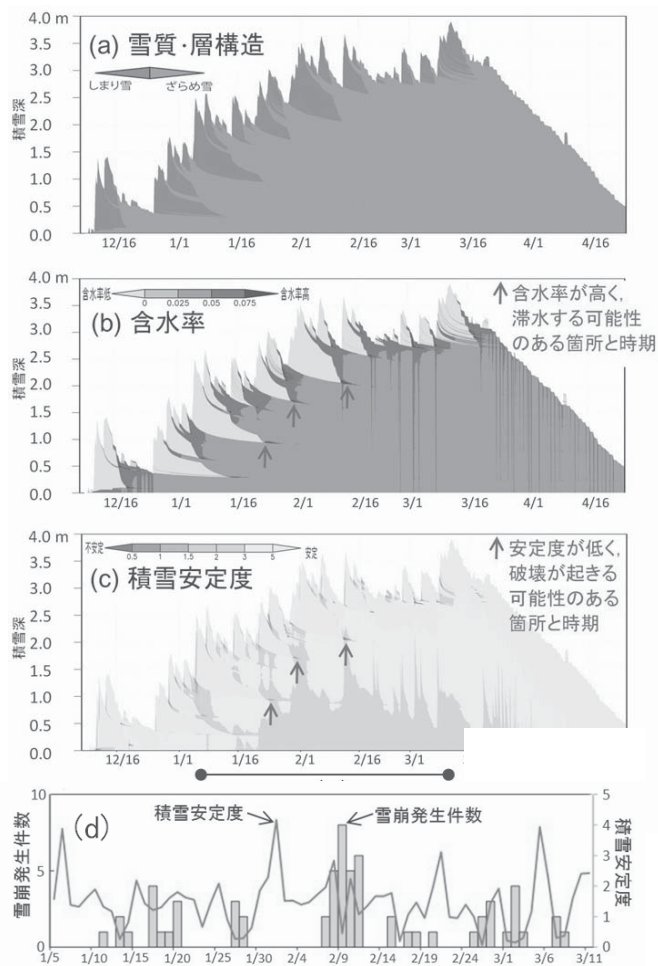 4.0 m
(a) 雪質・層構造
3.5
しまり雪 ざらめ雪
3.0
2.5
積雪深
2.0
1.5
1.0
0.5
0.0
12/16 1/1 1/16 2/1 2/16 3/1 3/16 4/1 4/16
4.0 m
含水率低 含水率高
0 0.025 0.05 0.075
3.5
(b) 含水率
3.0
2.5
積雪深
2.0
1.5
1.0
0.5
0.0
含水率が高く,
滞水する可能性
のある箇所と時期
12/16 1/1 1/16 2/1 2/16 3/1 3/16 4/1 4/16
4.0 m
不安定 安定
0.5 1 1.5 2 3 5
3.5
(c) 積雪安定度
3.0
2.5
積雪深
2.0
1.5
1.0
0.5
0.0
安定度が低く,
破壊が起きる
可能性のある
箇所と時期
12/16 1/1 1/16 2/1 2/16 3/1
10
(d)
積雪安定度 雪崩発生件数
5
4
3
2
1
0
雪崩発生件数
5
0
積雪安定度
1/5 1/10 1/15 1/20 1/25 1/30 2/4 2/9 2/14 2/19 2/24 3/1 3/6 3/11